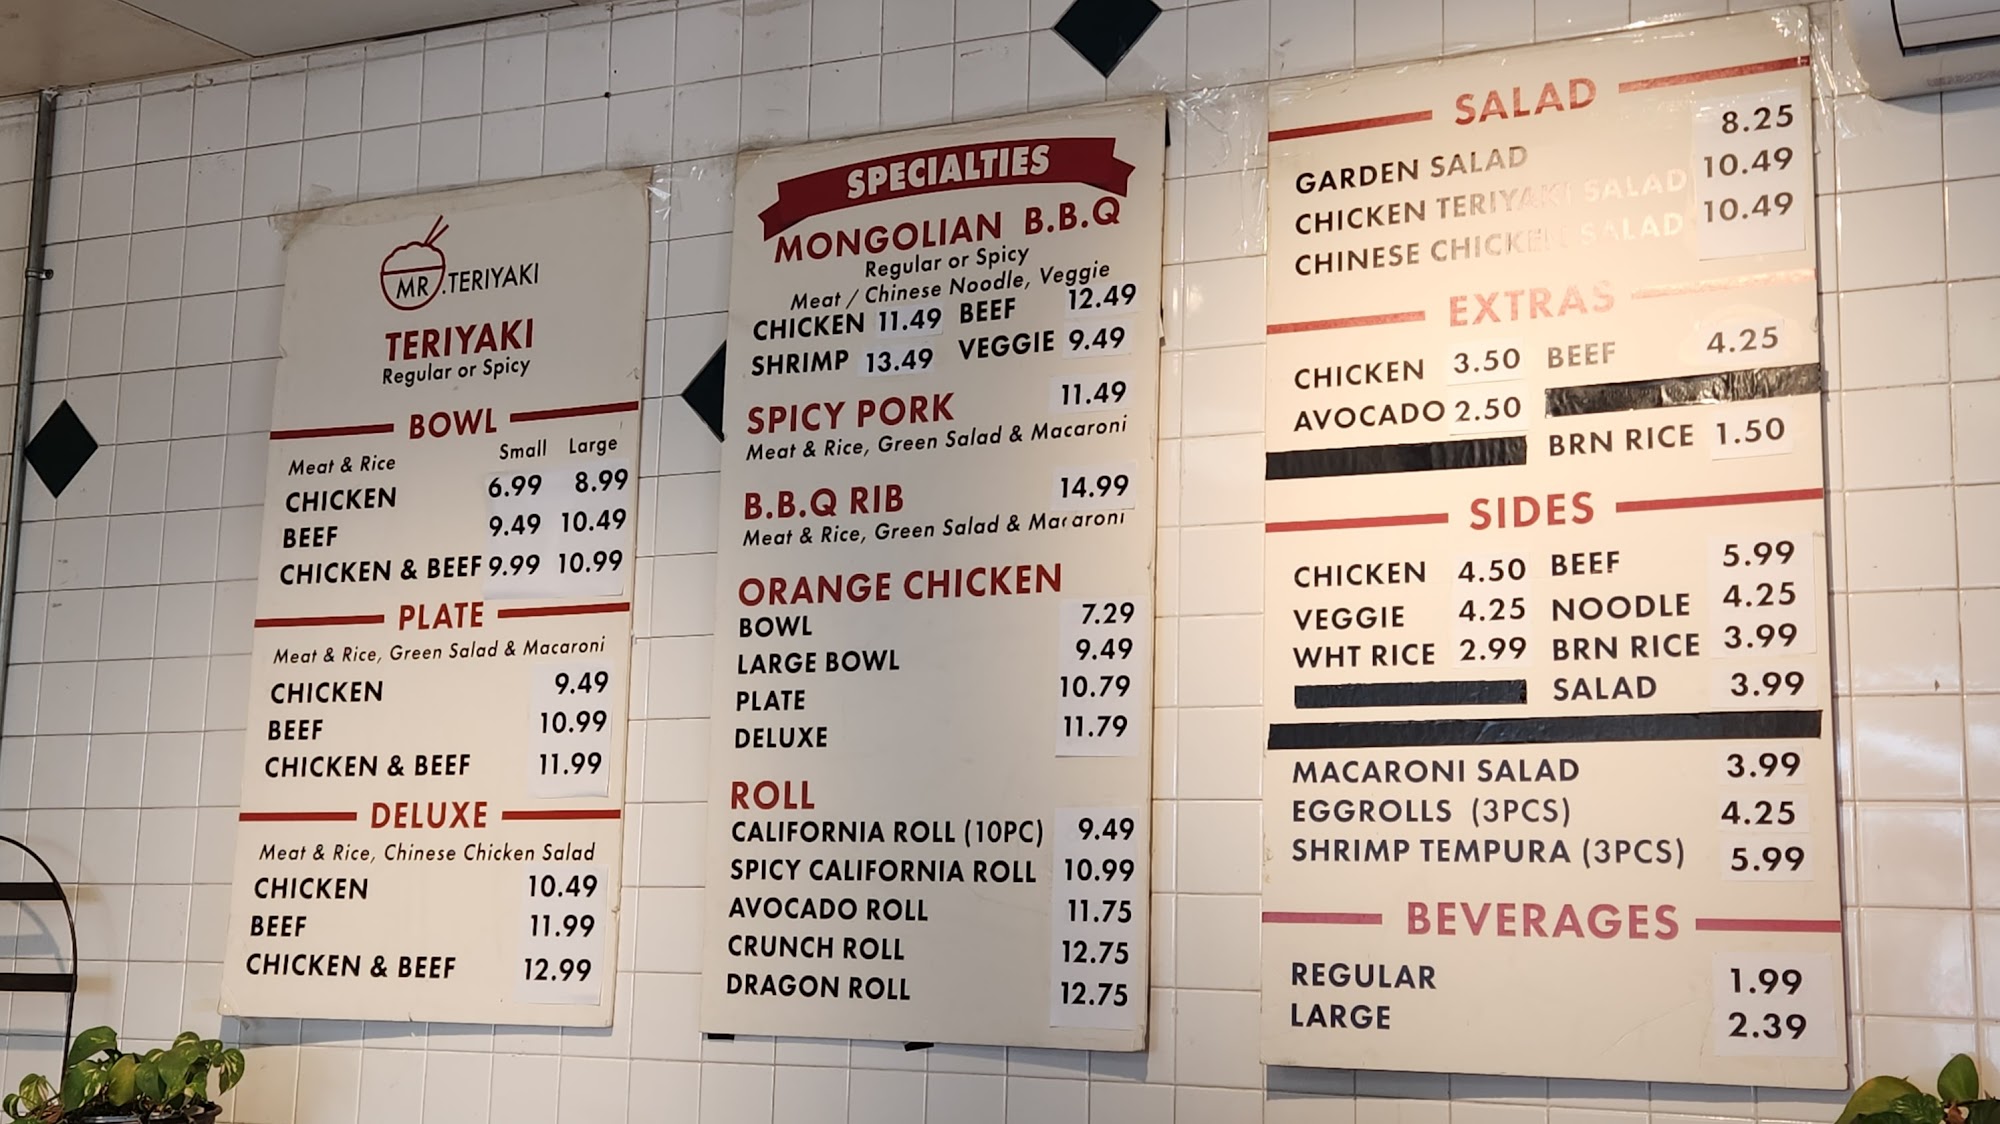 MR.TERIYAKI
TERIYAKI
Regular or Spicy
BOWL
Small Large
Meat & Rice
CHICKEN 6.99 8.99
BEEF 9.49 10.49
CHICKEN & BEEF 9.99 10.99
PLATE
Meat & Rice, Green Salad & Macaroni
CHICKEN 9.49
BEEF 10.99
CHICKEN & BEEF 11.99
DELUXE
Meat & Rice, Chinese Chicken Salad
CHICKEN 10.49
BEEF 11.99
CHICKEN & BEEF 12.99
SPECIALTIES
MONGOLIAN B.B.Q
Regular or Spicy
Meat / Chinese Noodle, Veggie
CHICKEN 11.49 BEEF 12.49
SHRIMP 13.49 VEGGIE 9.49
SPICY PORK 11.49
Meat & Rice, Green Salad & Macaroni
B.B.Q RIB 14.99
Meat & Rice, Green Salad & Macaroni
ORANGE CHICKEN
BOWL 7.29
LARGE BOWL 9.49
PLATE 10.79
DELUXE 11.79
ROLL
CALIFORNIA ROLL (10PC) 9.49
SPICY CALIFORNIA ROLL 10.99
AVOCADO ROLL 11.75
CRUNCH ROLL 12.75
DRAGON ROLL 12.75
SALAD
GARDEN SALAD 8.25
CHICKEN TERIYAKI SALAD 10.49
CHINESE CHICKEN SALAD 10.49
EXTRAS
CHICKEN 3.50 BEEF 4.25
AVOCADO 2.50
BRN RICE 1.50
SIDES
CHICKEN 4.50 BEEF 5.99
VEGGIE 4.25 NOODLE 4.25
WHT RICE 2.99 BRN RICE 3.99
SALAD 3.99
MACARONI SALAD 3.99
EGGROLLS (3PCS) 4.25
SHRIMP TEMPURA (3PCS) 5.99
BEVERAGES
REGULAR 1.99
LARGE 2.39